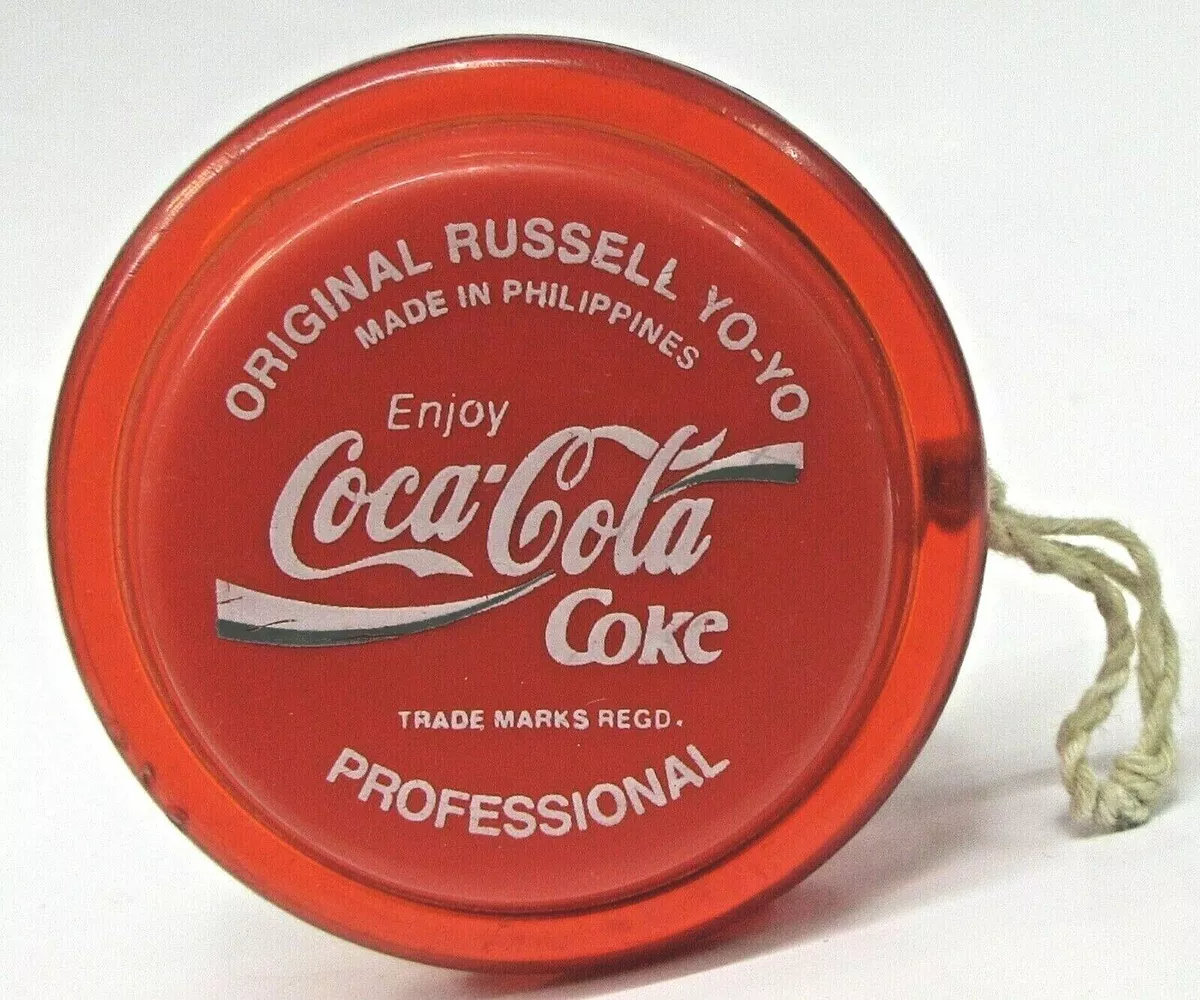 ORIGINAL RUSSELL YO-YO
MADE IN PHILIPPINES
Enjoy
Coca-Cola
Coke
TRADE MARKS REGD.
PROFESSIONAL